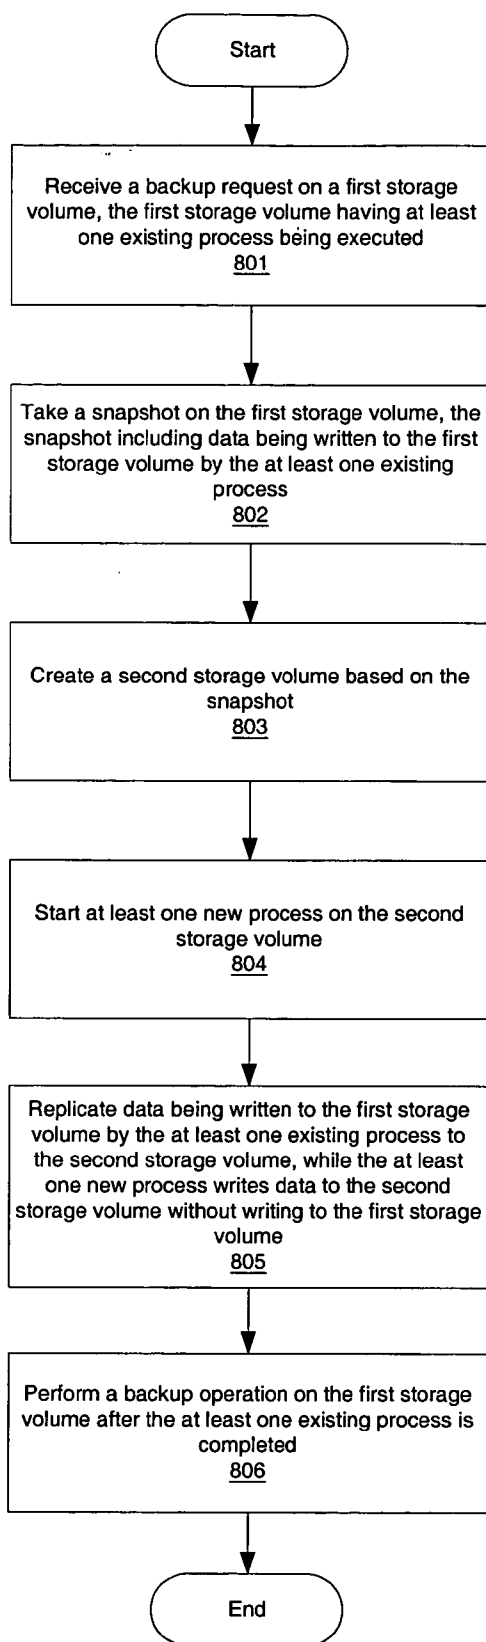 Start
Receive a backup request on a first storage
volume, the first storage volume having at least
one existing process being executed
801
Take a snapshot on the first storage volume, the
snapshot including data being written to the first
storage volume by the at least one existing
process
802
Create a second storage volume based on the
snapshot
803
Start at least one new process on the second
storage volume
804
Replicate data being written to the first storage
volume by the at least one existing process to
the second storage volume, while the at least
one new process writes data to the second
storage volume without writing to the first storage
volume
805
Perform a backup operation on the first storage
volume after the at least one existing process is
completed
806
End